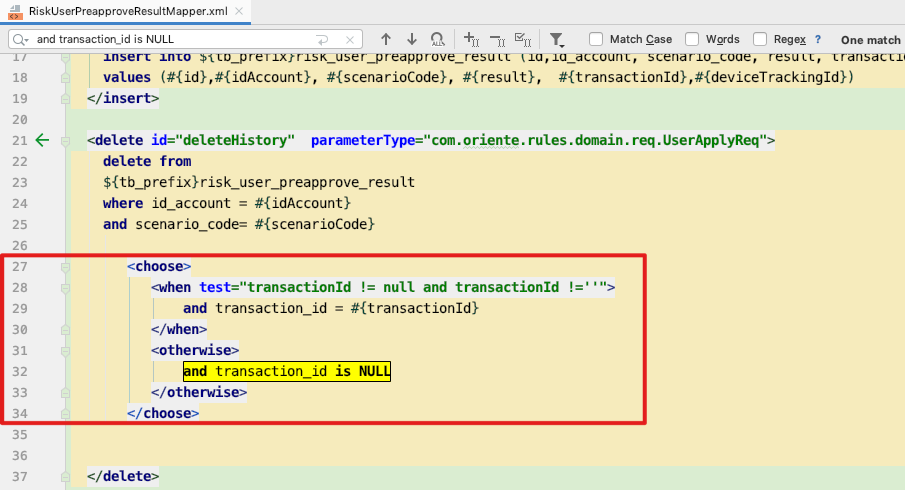 RiskUserPreapproveResultMapper.xml
and transaction_id is NULL
Match Case
Words
Regex
?
One match
17 insert into ${tb_prefix}risk_user_preapprove_result (id,id_account, scenario_code, result, transac
18 values (#{id},#{idAccount}, #{scenarioCode}, #{result},  #{transactionId},#{deviceTrackingId})
19 </insert>
20
21 <delete id="deleteHistory"  parameterType="com.oriente.rules.domain.req.UserApplyReq">
22 delete from
23 ${tb_prefix}risk_user_preapprove_result
24 where id_account = #{idAccount}
25 and scenario_code= #{scenarioCode}
26
27 <choose>
28 <when test="transactionId != null and transactionId !=''">
29 and transaction_id = #{transactionId}
30 </when>
31 <otherwise>
32 and transaction_id is NULL
33 </otherwise>
34 </choose>
35
36
37 </delete>